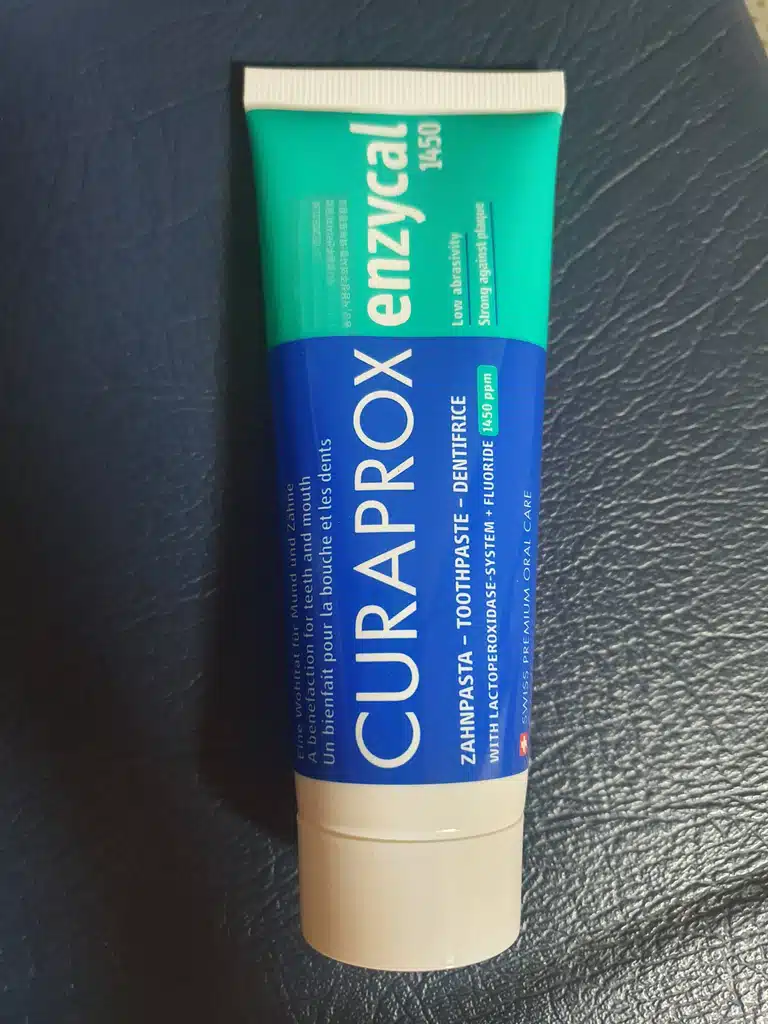 Eine Wohltat für Mund und Zähne
A benefaction for teeth and mouth
Un bienfait pour la bouche et les dents
CURAPROX enzycal
1450
ZAHNPASTA – TOOTHPASTE – DENTIFRICE
WITH LACTOPEROXIDASE-SYSTEM + FLUORIDE 1450 ppm
SWISS PREMIUM ORAL CARE
Low abrasivity
Strong against plaque